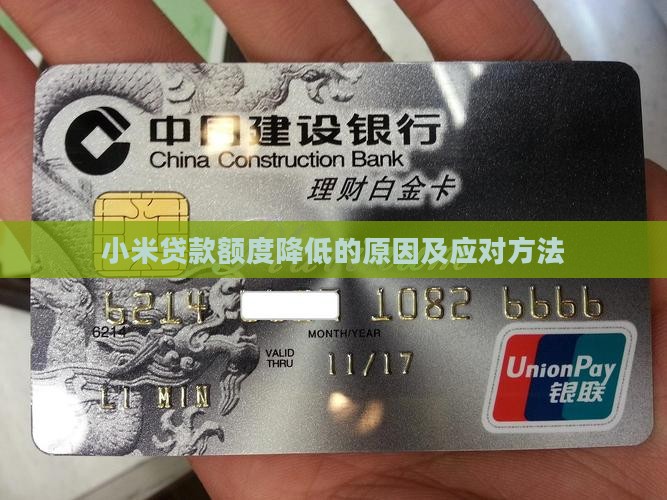 中国建设银行
China Construction Bank
理财白金卡
小米贷款额度降低的原因及应对方法
6214 1082 6666
6214
MONTH/YEAR
VALID
THRU
11/17
LI MIN
UnionPay
银联